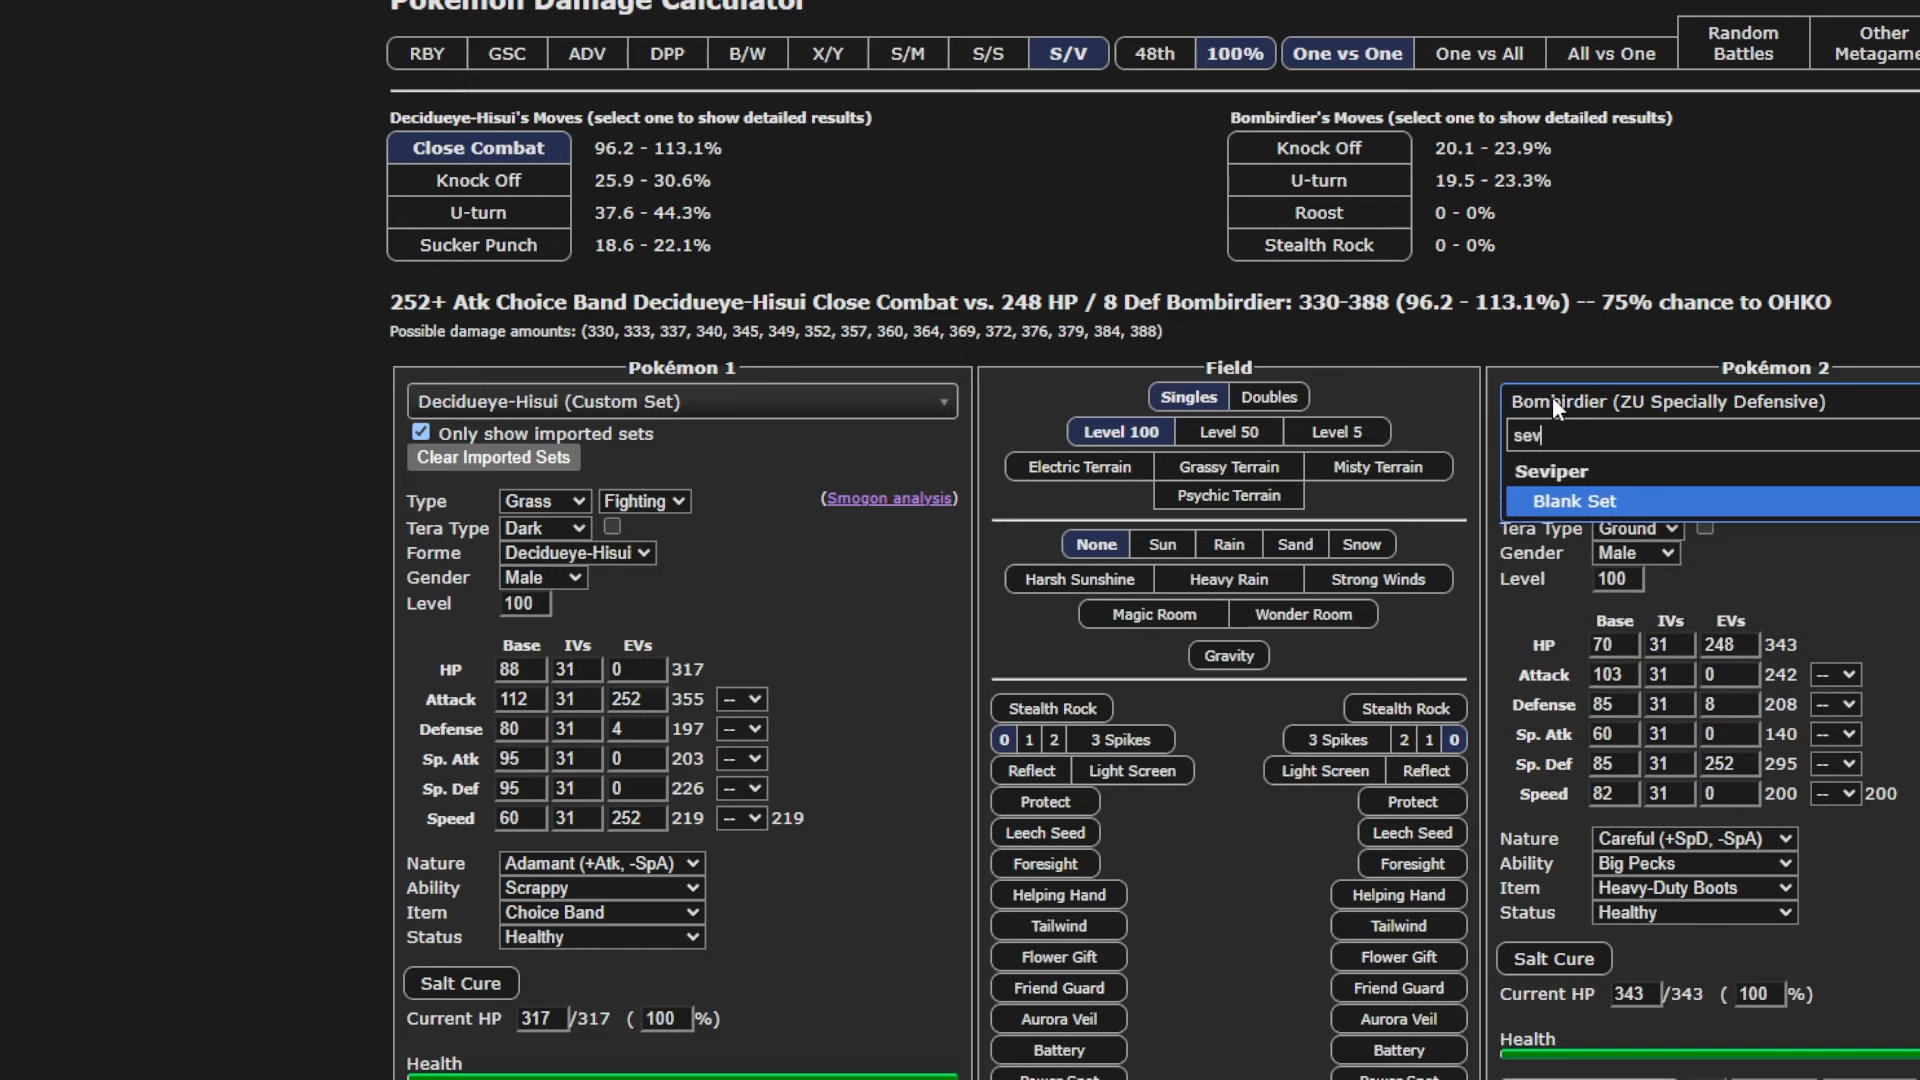 Pokémon Damage Calculator
RBY GSC ADV DPP B/W X/Y S/M S/S S/V 48th 100% One vs One One vs All All vs One Random Battles Other Metagame
Decidueye-Hisui's Moves (select one to show detailed results)
Close Combat 96.2 - 113.1%
Knock Off 25.9 - 30.6%
U-turn 37.6 - 44.3%
Sucker Punch 18.6 - 22.1%
Bombirdier's Moves (select one to show detailed results)
Knock Off 20.1 - 23.9%
U-turn 19.5 - 23.3%
Roost 0 - 0%
Stealth Rock 0 - 0%
252+ Atk Choice Band Decidueye-Hisui Close Combat vs. 248 HP / 8 Def Bombirdier: 330-388 (96.2 - 113.1%) -- 75% chance to OHKO
Possible damage amounts: (330, 333, 337, 340, 345, 349, 352, 357, 360, 364, 369, 372, 376, 379, 384, 388)
Pokémon 1
Decidueye-Hisui (Custom Set)
Only show imported sets
Clear Imported Sets
Type Grass Fighting (Smogon analysis)
Tera Type Dark
Forme Decidueye-Hisui
Gender Male
Level 100
Base IVs EVs
HP 88 31 0 317
Attack 112 31 252 355 --
Defense 80 31 4 197 --
Sp. Atk 95 31 0 203 --
Sp. Def 95 31 0 226 --
Speed 60 31 252 219 -- 219
Nature Adamant (+Atk, -SpA)
Ability Scrappy
Item Choice Band
Status Healthy
Salt Cure
Current HP 317 /317 ( 100 %)
Health
Field
Singles Doubles
Level 100 Level 50 Level 5
Electric Terrain Grassy Terrain Misty Terrain
Psychic Terrain
None Sun Rain Sand Snow
Harsh Sunshine Heavy Rain Strong Winds
Magic Room Wonder Room
Gravity
Stealth Rock Stealth Rock
0 1 2 3 Spikes 3 Spikes 2 1 0
Reflect Light Screen Light Screen Reflect
Protect Protect
Leech Seed Leech Seed
Foresight Foresight
Helping Hand Helping Hand
Tailwind Tailwind
Flower Gift Flower Gift
Friend Guard Friend Guard
Aurora Veil Aurora Veil
Battery Battery
Power Spot Power Spot
Pokémon 2
Bombirdier (ZU Specially Defensive)
sev
Seviper
Blank Set
Tera Type Ground
Gender Male
Level 100
Base IVs EVs
HP 70 31 248 343
Attack 103 31 0 242 --
Defense 85 31 8 208 --
Sp. Atk 60 31 0 140 --
Sp. Def 85 31 252 295 --
Speed 82 31 0 200 -- 200
Nature Careful (+SpD, -SpA)
Ability Big Pecks
Item Heavy-Duty Boots
Status Healthy
Salt Cure
Current HP 343 /343 ( 100 %)
Health